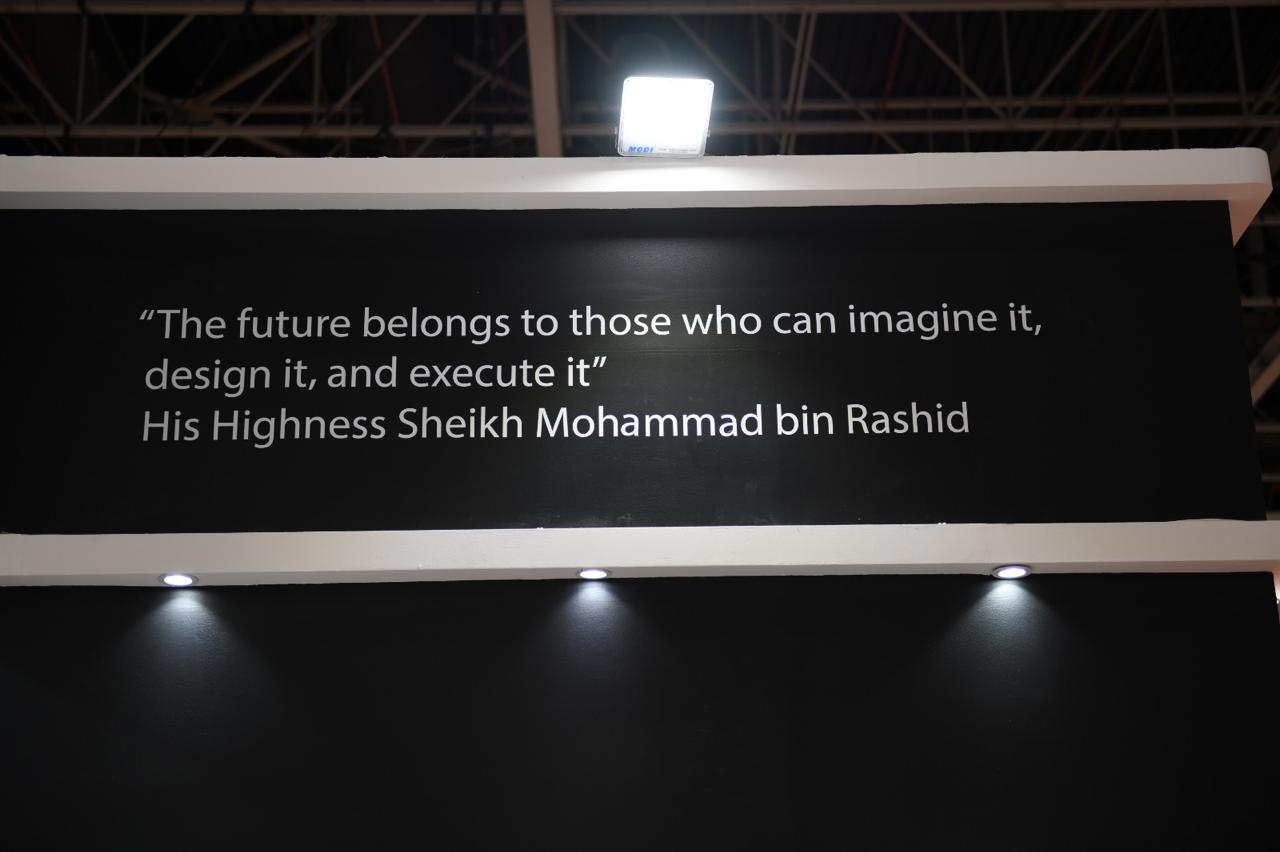 MODI
“The future belongs to those who can imagine it,
design it, and execute it”
His Highness Sheikh Mohammad bin Rashid